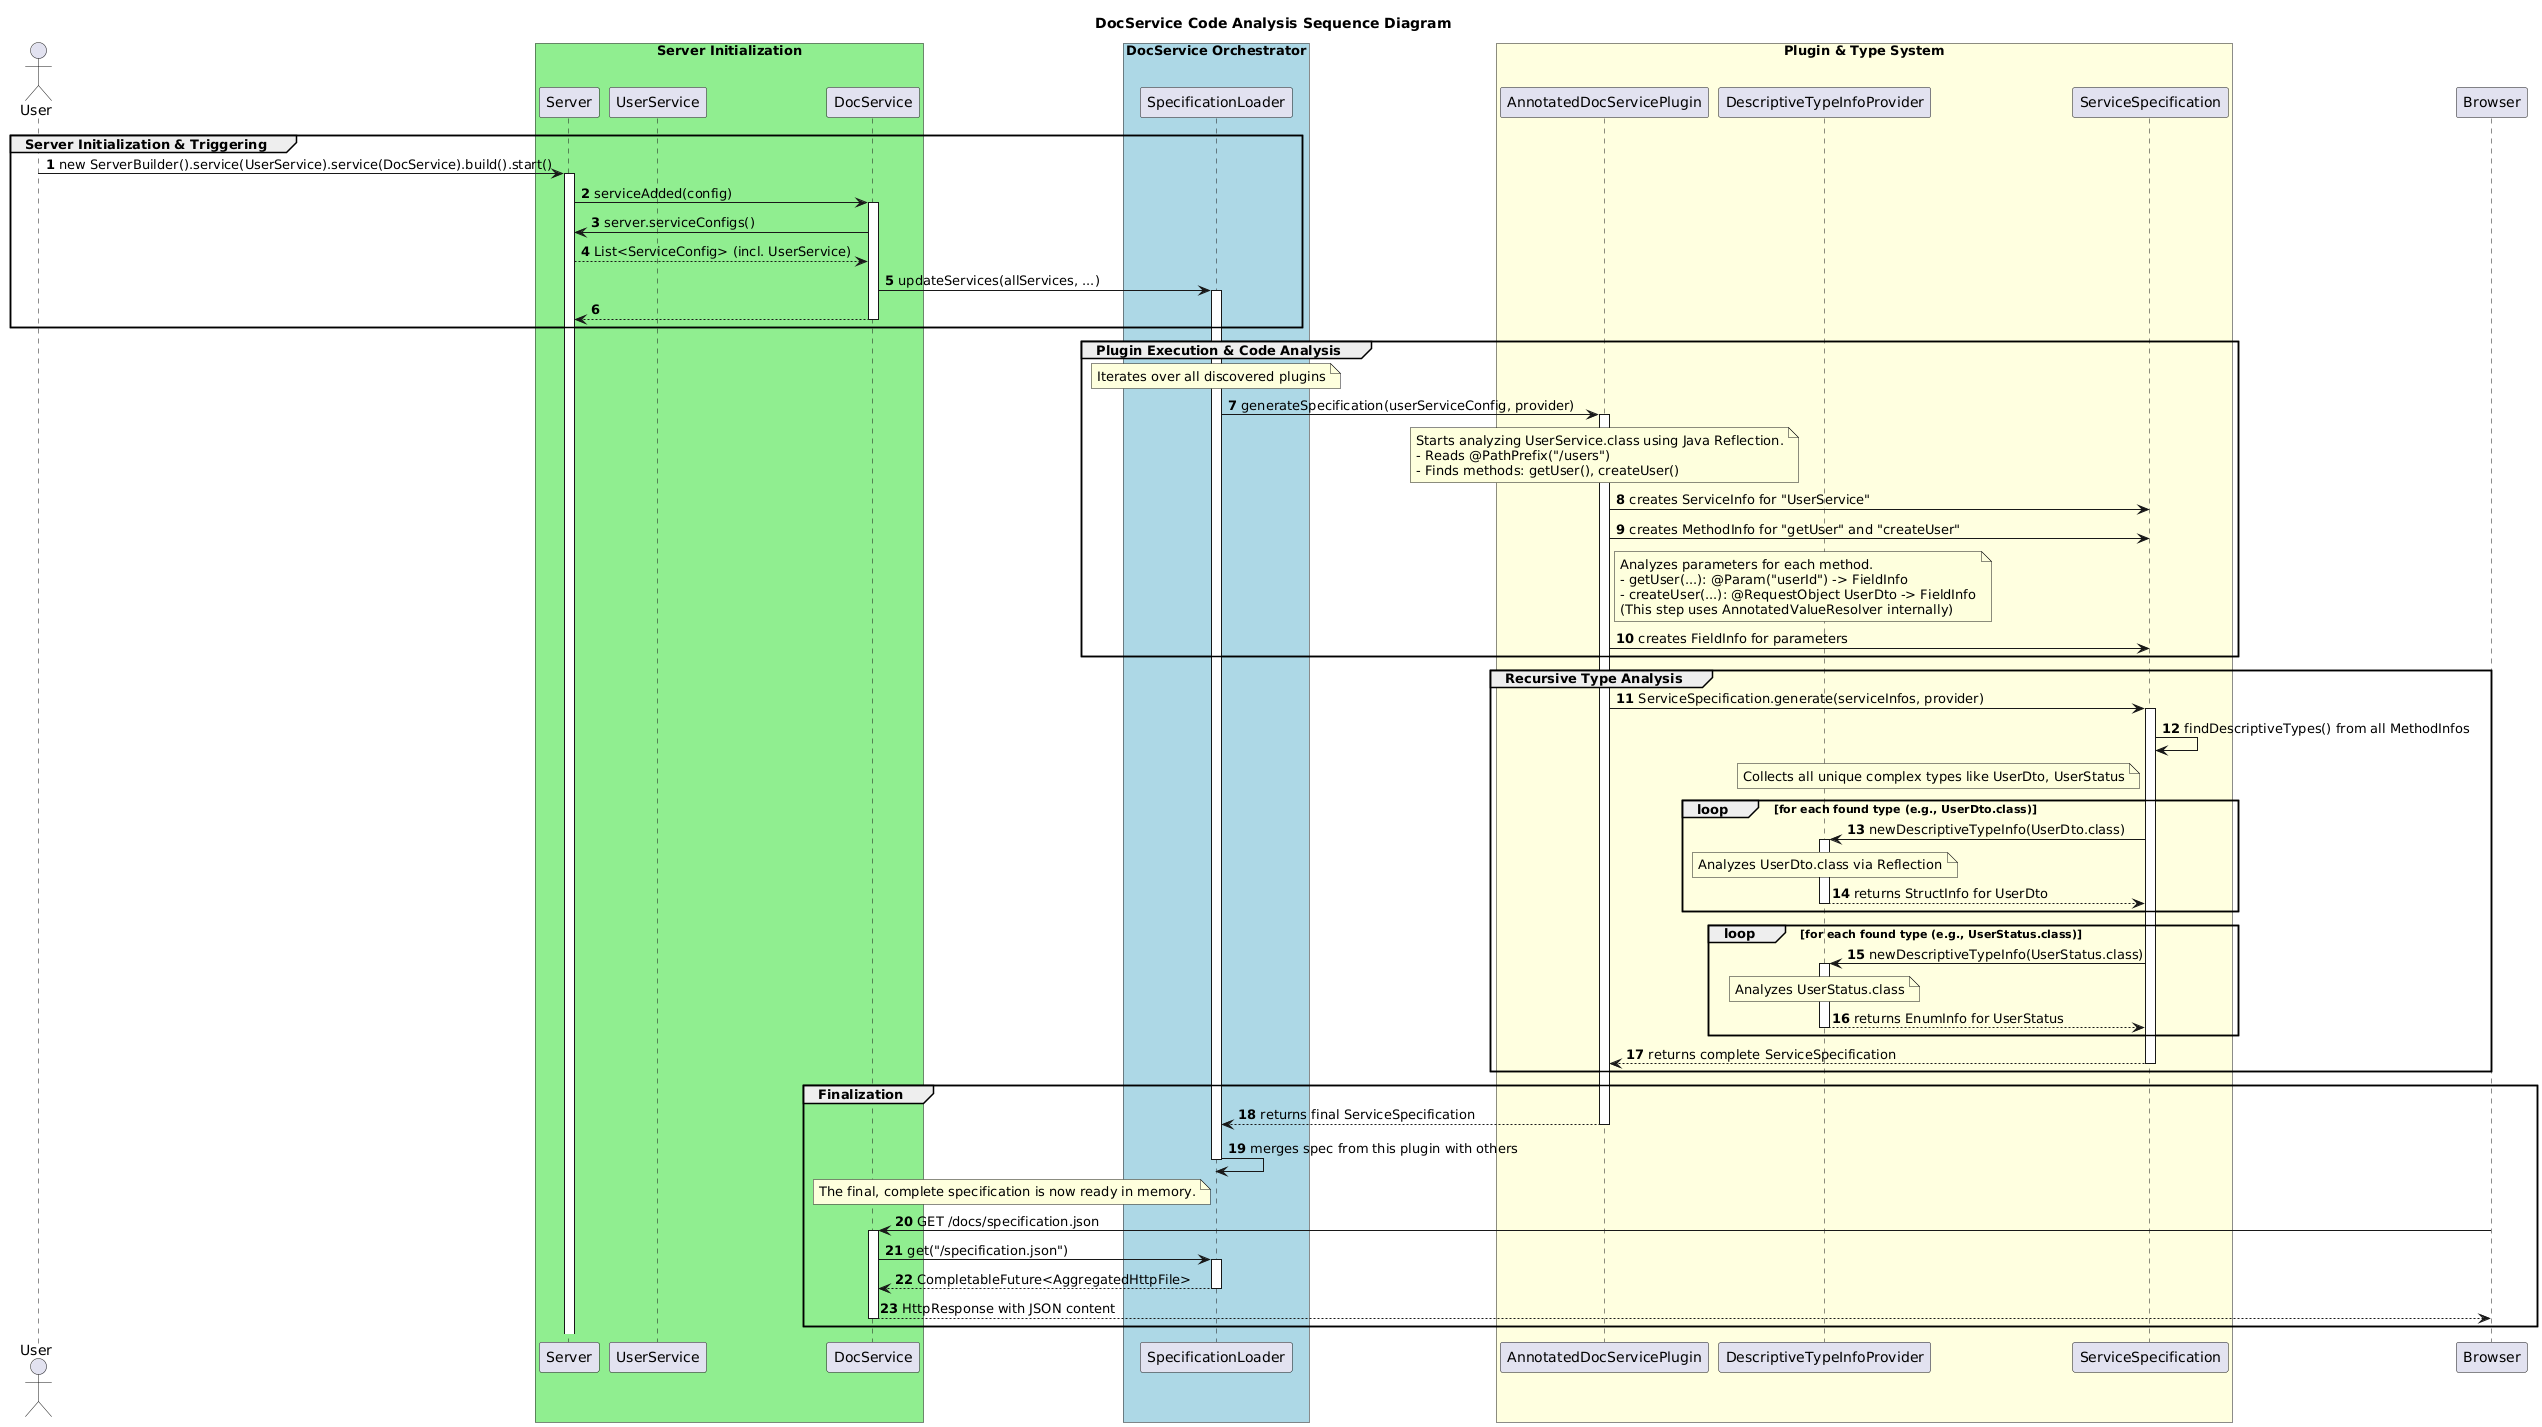 DocService Code Analysis Sequence Diagram
Server Initialization
DocService Orchestrator
Plugin & Type System
User
Server
UserService
DocService
SpecificationLoader
AnnotatedDocServicePlugin
DescriptiveTypeInfoProvider
ServiceSpecification
Browser
Server Initialization & Triggering
1 new ServerBuilder().service(UserService).service(DocService).build().start()
2 serviceAdded(config)
3 server.serviceConfigs()
4 List<ServiceConfig> (incl. UserService)
5 updateServices(allServices, ...)
6
Plugin Execution & Code Analysis
Iterates over all discovered plugins
7 generateSpecification(userServiceConfig, provider)
Starts analyzing UserService.class using Java Reflection.
- Reads @PathPrefix("/users")
- Finds methods: getUser(), createUser()
8 creates ServiceInfo for "UserService"
9 creates MethodInfo for "getUser" and "createUser"
Analyzes parameters for each method.
- getUser(...): @Param("userId") -> FieldInfo
- createUser(...): @RequestObject UserDto -> FieldInfo
(This step uses AnnotatedValueResolver internally)
10 creates FieldInfo for parameters
Recursive Type Analysis
11 ServiceSpecification.generate(serviceInfos, provider)
12 findDescriptiveTypes() from all MethodInfos
Collects all unique complex types like UserDto, UserStatus
loop [for each found type (e.g., UserDto.class)]
13 newDescriptiveTypeInfo(UserDto.class)
Analyzes UserDto.class via Reflection
14 returns StructInfo for UserDto
loop [for each found type (e.g., UserStatus.class)]
15 newDescriptiveTypeInfo(UserStatus.class)
Analyzes UserStatus.class
16 returns EnumInfo for UserStatus
17 returns complete ServiceSpecification
Finalization
18 returns final ServiceSpecification
19 merges spec from this plugin with others
The final, complete specification is now ready in memory.
20 GET /docs/specification.json
21 get("/specification.json")
22 CompletableFuture<AggregatedHttpFile>
23 HttpResponse with JSON content
User
Server
UserService
DocService
SpecificationLoader
AnnotatedDocServicePlugin
DescriptiveTypeInfoProvider
ServiceSpecification
Browser